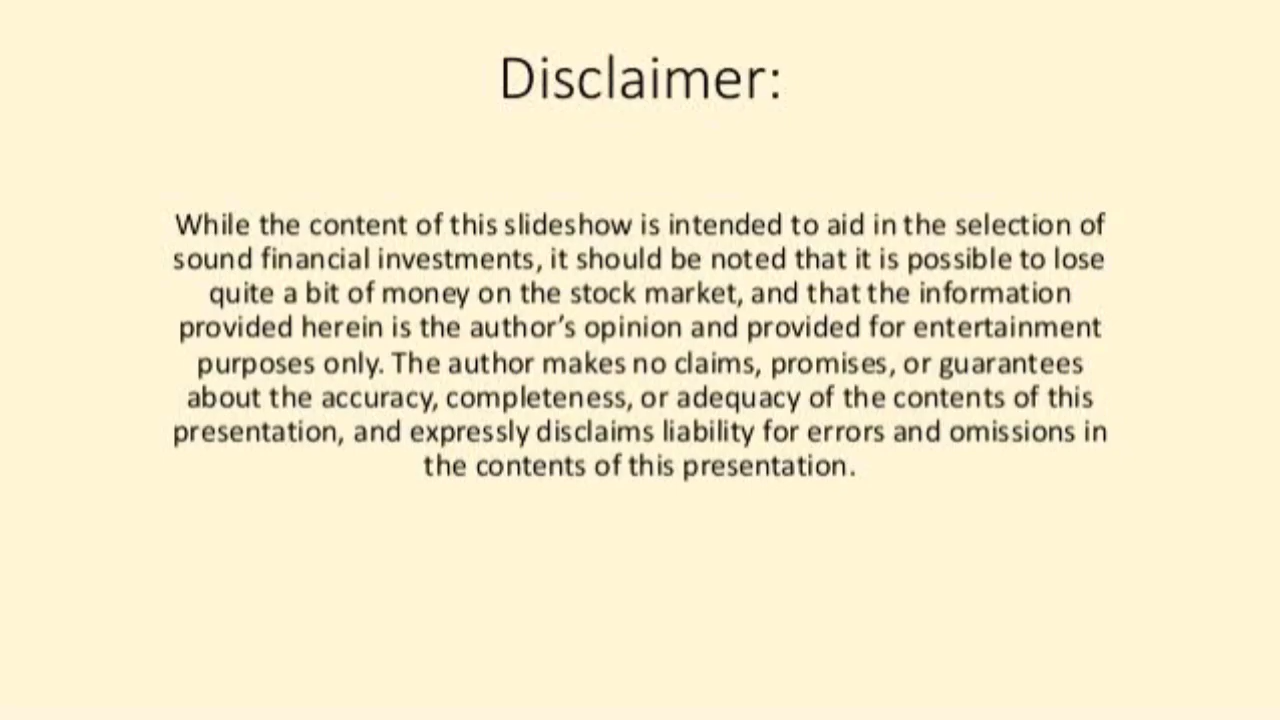 Disclaimer:
While the content of this slideshow is intended to aid in the selection of
sound financial investments, it should be noted that it is possible to lose
quite a bit of money on the stock market, and that the information
provided herein is the author’s opinion and provided for entertainment
purposes only. The author makes no claims, promises, or guarantees
about the accuracy, completeness, or adequacy of the contents of this
presentation, and expressly disclaims liability for errors and omissions in
the contents of this presentation.